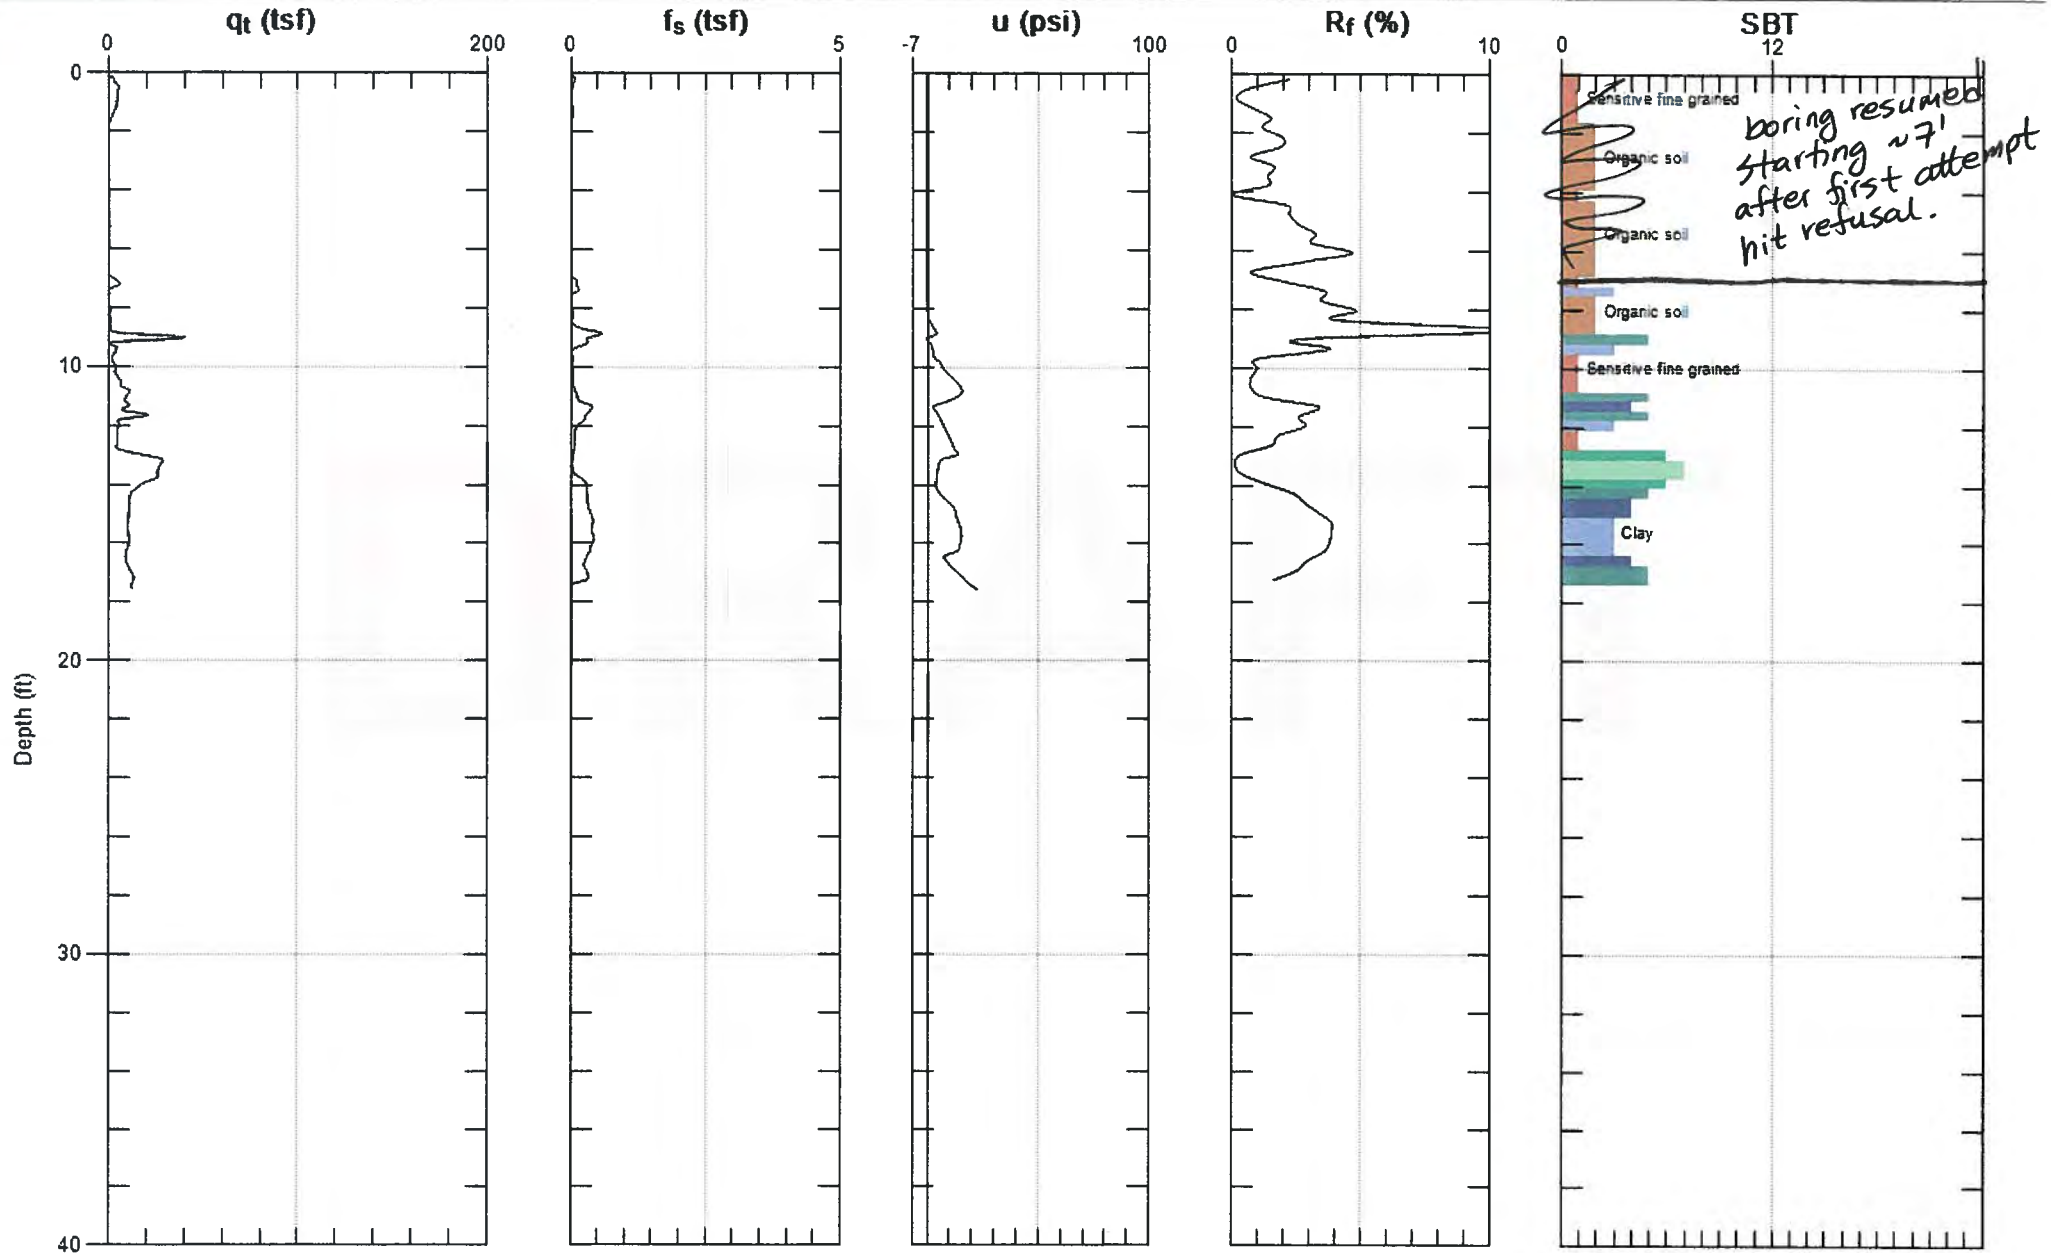 qt (tsf)
0 200
fs (tsf)
0 5
u (psi)
-7 100
Rf (%)
0 10
SBT
0 12
Depth (ft)
0
10
20
30
40
Sensitive fine grained
Organic soil
Organic soil
Organic soil
Sensitive fine grained
Clay
boring resumed
starting ~7'
after first attempt
hit refusal.